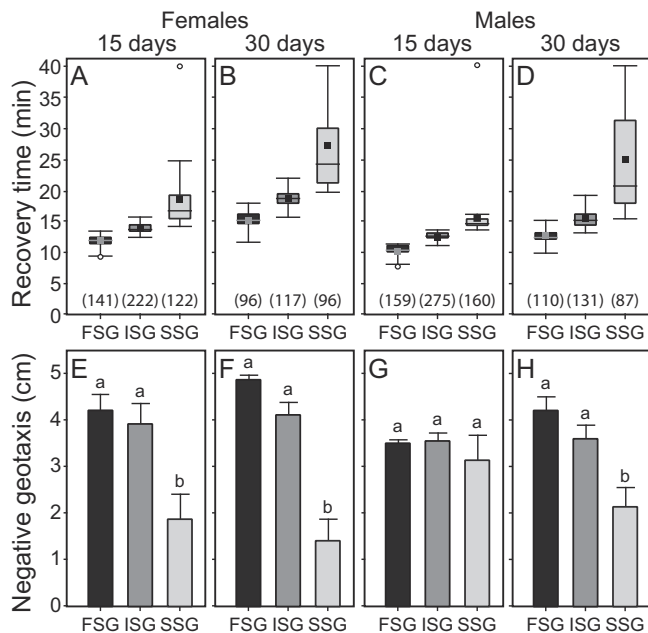 Females Males
15 days 30 days 15 days 30 days
Recovery time (min)
40
35
30
25
20
15
10
5
0
A B C D
(141) (222) (122) (96) (117) (96) (159) (275) (160) (110) (131) (87)
FSG ISG SSG FSG ISG SSG FSG ISG SSG FSG ISG SSG
Negative geotaxis (cm)
5
4
3
2
1
0
E F G H
a a b a a b a a a a a b
FSG ISG SSG FSG ISG SSG FSG ISG SSG FSG ISG SSG